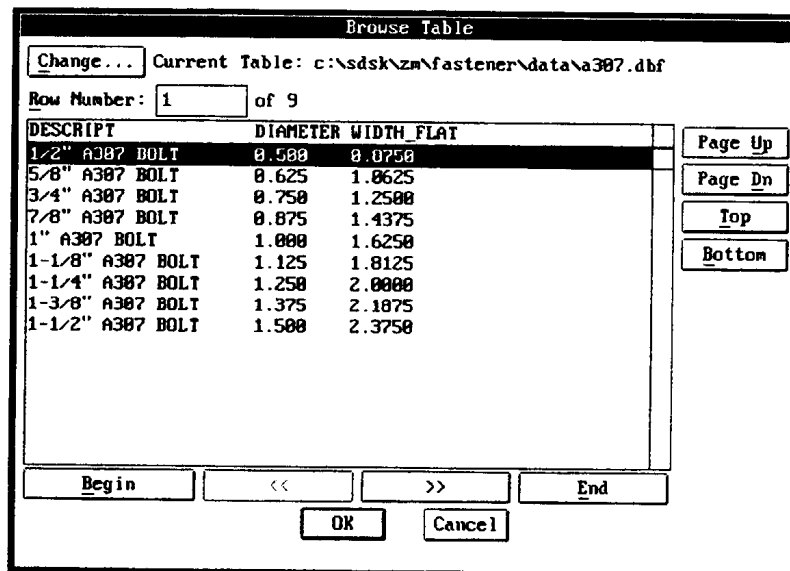 Browse Table
Change... Current Table: c:\sdsk\zm\fastener\data\a307.dbf
Row Number: 1 of 9
DESCRIPT DIAMETER WIDTH_FLAT
1/2" A307 BOLT 0.500 0.8750
5/8" A307 BOLT 0.625 1.0625
3/4" A307 BOLT 0.750 1.2500
7/8" A307 BOLT 0.875 1.4375
1" A307 BOLT 1.000 1.6250
1-1/8" A307 BOLT 1.125 1.8125
1-1/4" A307 BOLT 1.250 2.0000
1-3/8" A307 BOLT 1.375 2.1875
1-1/2" A307 BOLT 1.500 2.3750
Page Up
Page Dn
Top
Bottom
Begin << >> End
OK Cancel